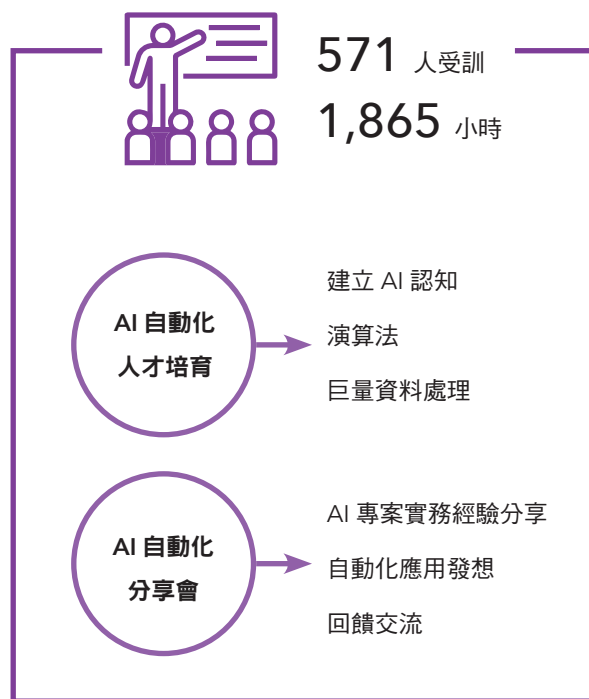 571 人受訓
1,865 小時
AI 自動化
人才培育
建立 AI 認知
演算法
巨量資料處理
AI 自動化
分享會
AI 專案實務經驗分享
自動化應用發想
回饋交流